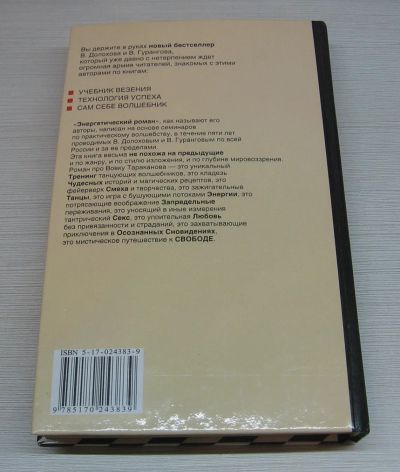 Вы держите в руках новый бестселлер
В. Долохова и В. Гурангова,
который уже давно с нетерпением ждет
огромная армия читателей, знакомых с этими
авторами по книгам:
УЧЕБНИК ВЕЗЕНИЯ
ТЕХНОЛОГИЯ УСПЕХА
САМ СЕБЕ ВОЛШЕБНИК
«Энергетический роман», как называют его
авторы, написан на основе семинаров
по практическому волшебству, в течение пяти лет
проводимых В. Долоховым и В. Гуранговым по всей
России и за ее пределами.
Эта книга весьма не похожа на предыдущие
и по жанру, и по стилю изложения, и по глубине мировоззрения.
Роман про Вовку Тараканова — это уникальный
Тренинг танцующих волшебников, это кладезь
Чудесных историй и магических рецептов, это
фейерверк Смеха и творчества, это зажигательные
Танцы, это игра с бушующими потоками Энергии, это
потрясающие воображение Запредельные
переживания, это уносящий в иные измерения
тантрический Секс, это упоительная Любовь
без привязанности и страданий, это захватывающие
приключения в Осознанных Сновидениях,
это мистическое путешествие к СВОБОДЕ.
ISBN 5-17-024383-9
9 785170 243839